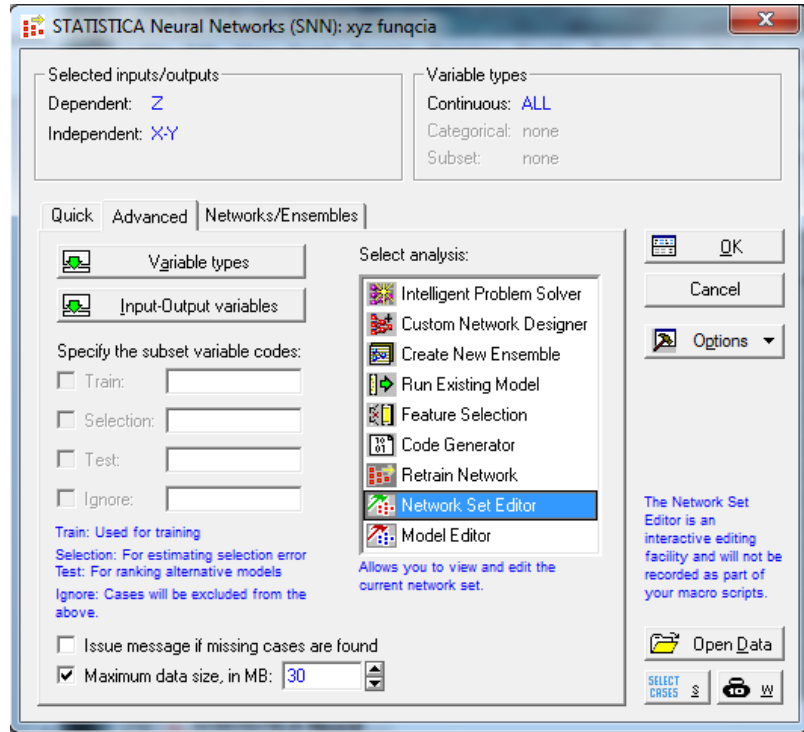 STATISTICA Neural Networks (SNN): xyz funqcia
Selected inputs/outputs
Dependent: Z
Independent: X-Y
Variable types
Continuous: ALL
Categorical: none
Subset: none
Quick
Advanced
Networks/Ensembles
Variable types
Input-Output variables
Specify the subset variable codes:
Train:
Selection:
Test:
Ignore:
Train: Used for training
Selection: For estimating selection error
Test: For ranking alternative models
Ignore: Cases will be excluded from the
above.
Issue message if missing cases are found
Maximum data size, in MB: 30
Select analysis:
Intelligent Problem Solver
Custom Network Designer
Create New Ensemble
Run Existing Model
Feature Selection
Code Generator
Retrain Network
Network Set Editor
Model Editor
Allows you to view and edit the
current network set.
OK
Cancel
Options
The Network Set
Editor is an
interactive editing
facility and will not be
recorded as part of
your macro scripts.
Open Data
SELECT
CASES S
W